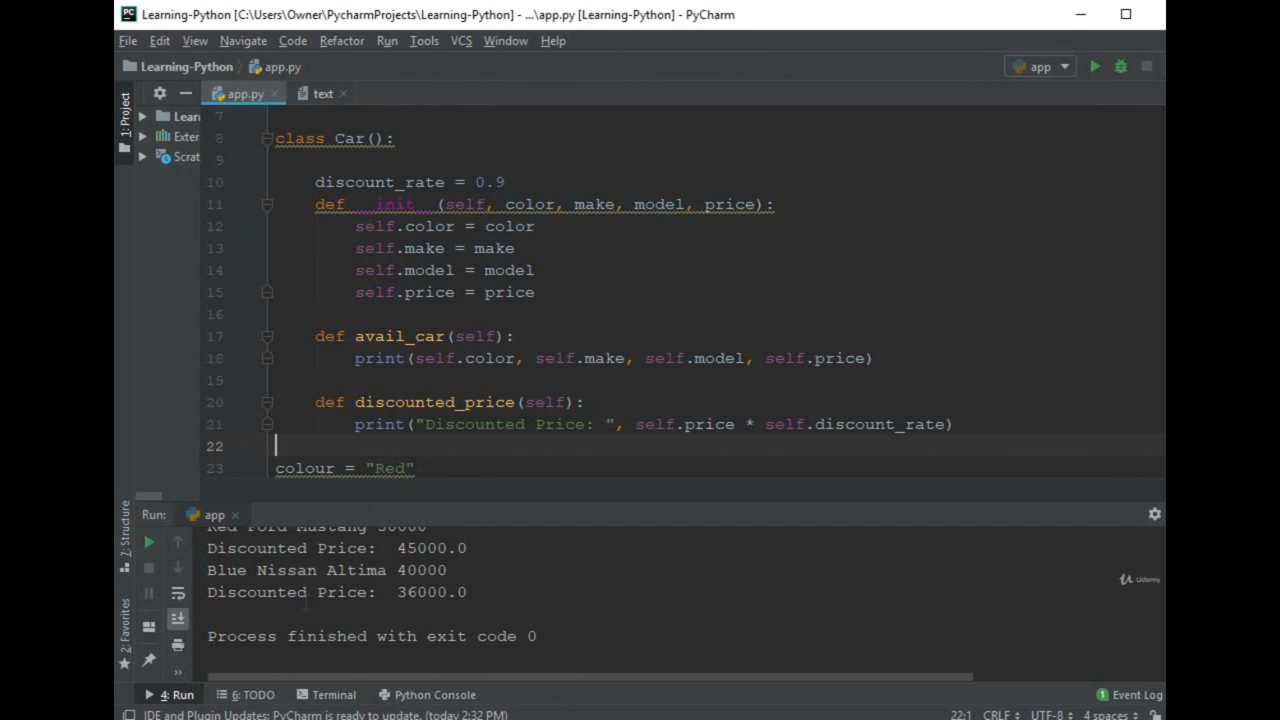 Learning-Python [C:\Users\Owner\PycharmProjects\Learning-Python] - ...\app.py [Learning-Python] - PyCharm
File Edit View Navigate Code Refactor Run Tools VCS Window Help
Learning-Python app.py app
1: Project
app.py text
Lear
Exter
Scrat
7
8 class Car():
9
10 discount_rate = 0.9
11 def __init__(self, color, make, model, price):
12 self.color = color
13 self.make = make
14 self.model = model
15 self.price = price
16
17 def avail_car(self):
18 print(self.color, self.make, self.model, self.price)
19
20 def discounted_price(self):
21 print("Discounted Price: ", self.price * self.discount_rate)
22
23 colour = "Red"
7: Structure
2: Favorites
Run: app
Red Ford Mustang 50000
Discounted Price:  45000.0
Blue Nissan Altima 40000
Discounted Price:  36000.0
Process finished with exit code 0
Udemy
4: Run 6: TODO Terminal Python Console 1 Event Log
IDE and Plugin Updates: PyCharm is ready to update. (today 2:32 PM) 22:1 CRLF UTF-8 4 spaces